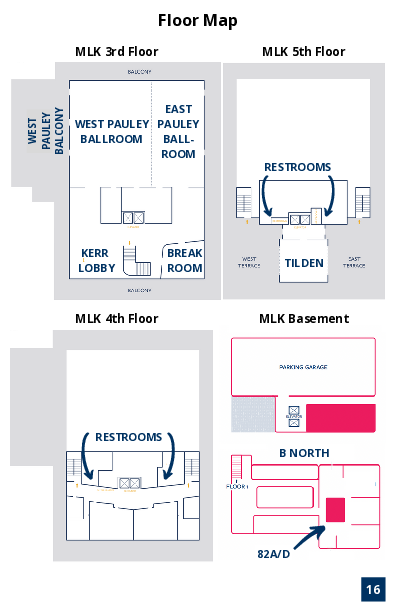 Floor Map
MLK 3rd Floor
BALCONY
WEST
PAULEY
BALCONY
WEST PAULEY
BALLROOM
EAST
PAULEY
BALL-
ROOM
KERR
LOBBY
BREAK
ROOM
BALCONY
MLK 5th Floor
RESTROOMS
WEST
TERRACE
TILDEN
EAST
TERRACE
MLK 4th Floor
RESTROOMS
MLK Basement
PARKING GARAGE
B NORTH
FLOOR 1
82A/D
16